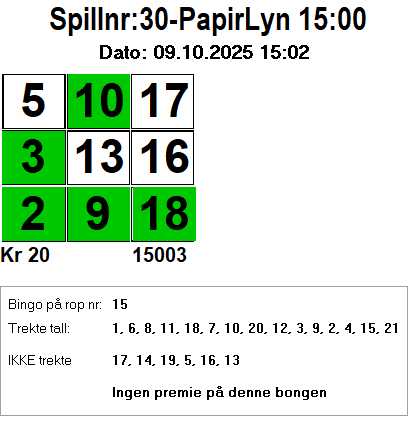 Spillnr:30-PapirLyn 15:00
Dato: 09.10.2025 15:02
5 10 17
3 13 16
2 9 18
Kr 20 15003
Bingo på rop nr: 15
Trekte tall: 1, 6, 8, 11, 18, 7, 10, 20, 12, 3, 9, 2, 4, 15, 21
IKKE trekte 17, 14, 19, 5, 16, 13
Ingen premie på denne bongen